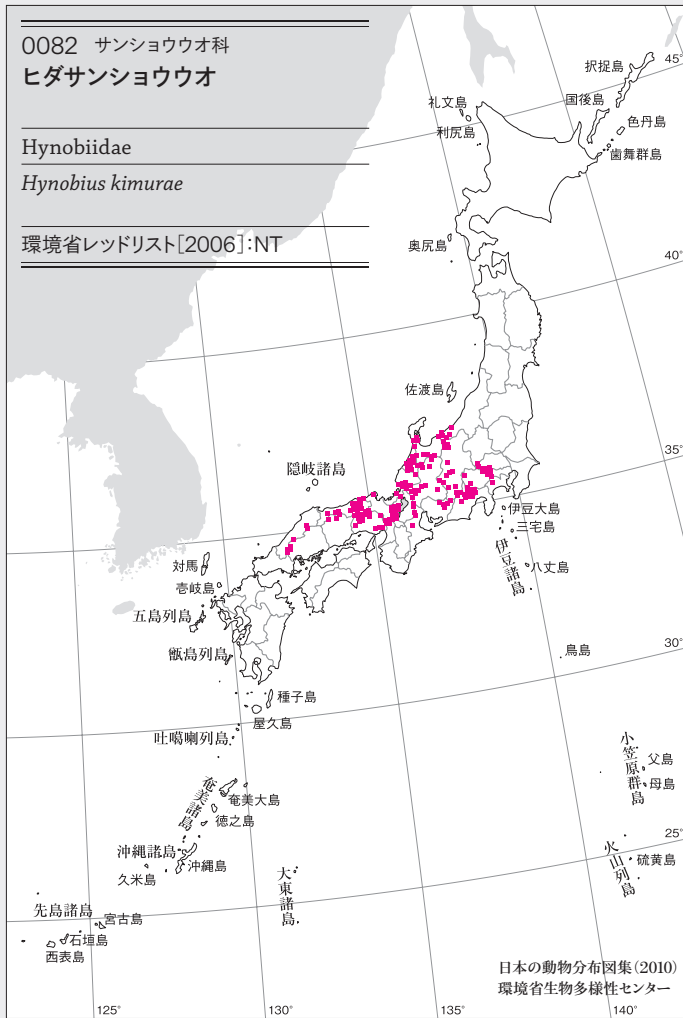 0082 サンショウウオ科
ヒダサンショウウオ
Hynobiidae
Hynobius kimurae
環境省レッドリスト[2006]:NT
45°
択捉島
国後島
礼文島
色丹島
利尻島
歯舞群島
奥尻島
40°
佐渡島
35°
隠岐諸島
伊豆大島
三宅島
伊豆諸島
八丈島
対馬
壱岐島
五島列島
甑島列島
鳥島
30°
種子島
屋久島
吐噶喇列島
小笠原群島
父島
母島
奄美諸島
奄美大島
徳之島
25°
沖縄諸島
沖縄島
久米島
火山列島
硫黄島
大東諸島
先島諸島
宮古島
石垣島
西表島
日本の動物分布図集(2010)
環境省生物多様性センター
125°
130°
135°
140°